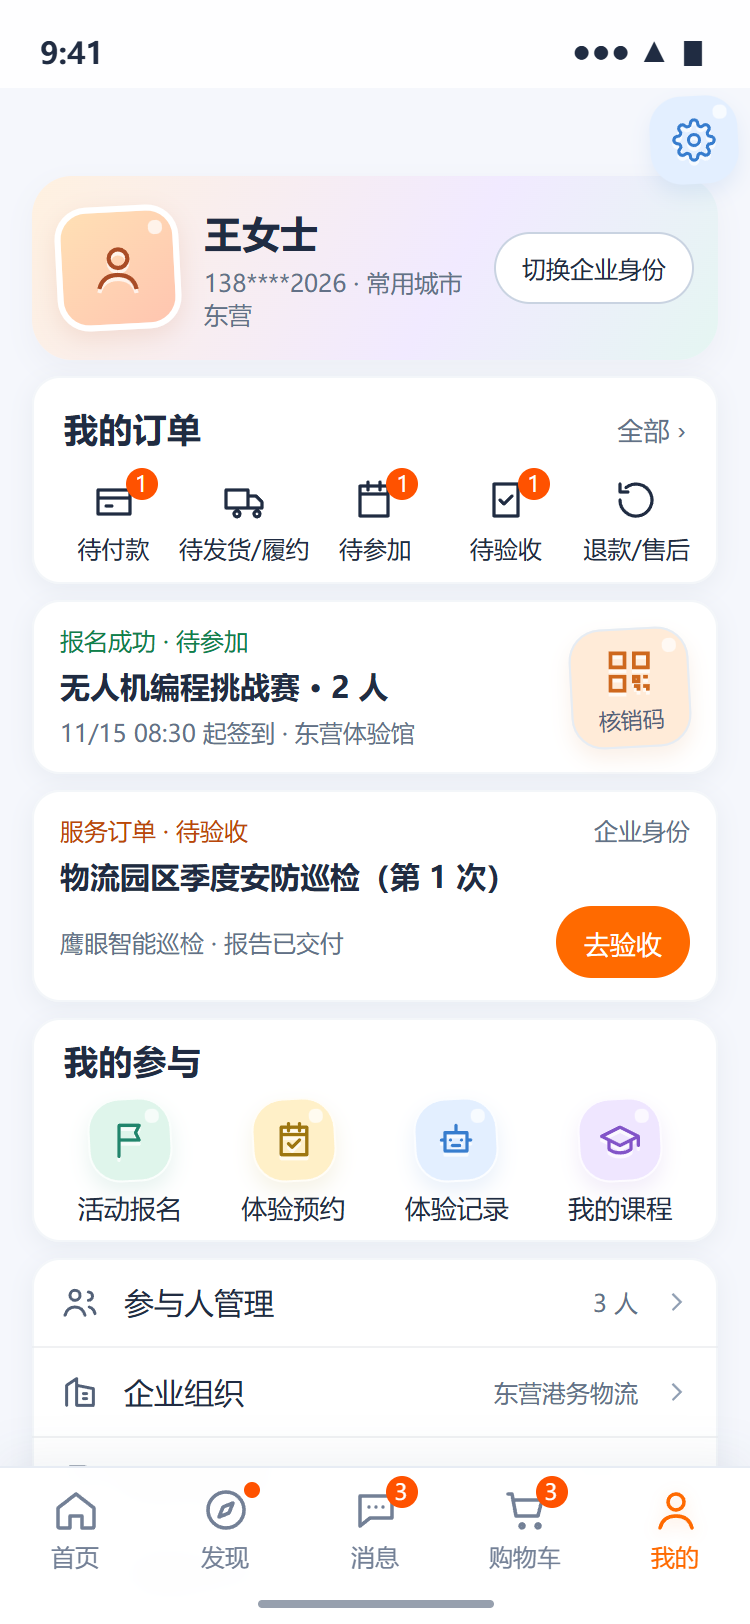 9:41
王女士
138****2026 · 常用城市
东营
切换企业身份
我的订单
全部 ›
1
1
1
待付款
待发货/履约
待参加
待验收
退款/售后
报名成功 · 待参加
无人机编程挑战赛 · 2 人
11/15 08:30 起签到 · 东营体验馆
核销码
服务订单 · 待验收
企业身份
物流园区季度安防巡检（第 1 次）
鹰眼智能巡检 · 报告已交付
去验收
我的参与
活动报名
体验预约
体验记录
我的课程
参与人管理
3 人
企业组织
东营港务物流
3
3
首页
发现
消息
购物车
我的